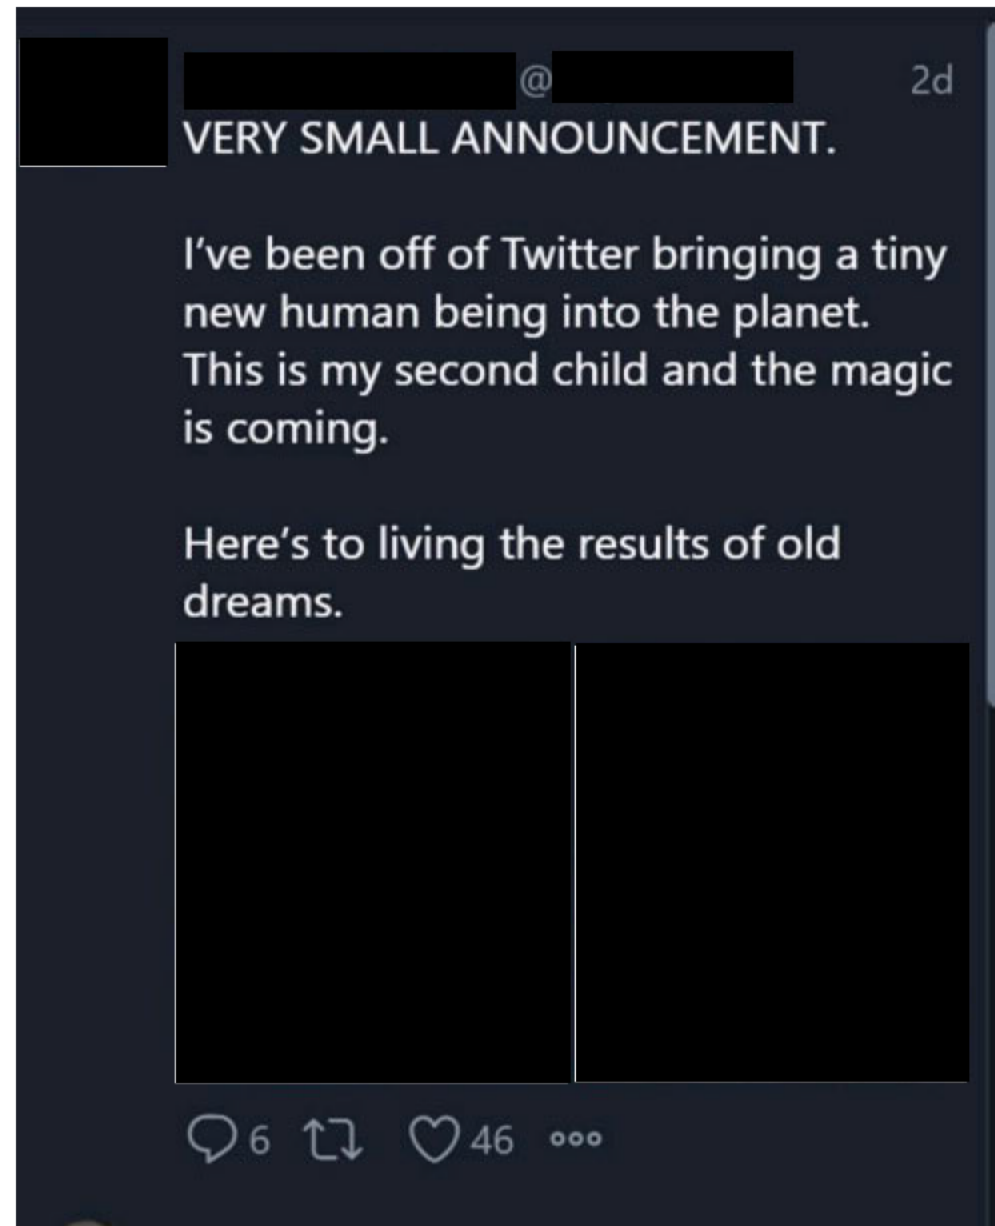 @ 2d
VERY SMALL ANNOUNCEMENT.
I’ve been off of Twitter bringing a tiny
new human being into the planet.
This is my second child and the magic
is coming.
Here’s to living the results of old
dreams.
6 46